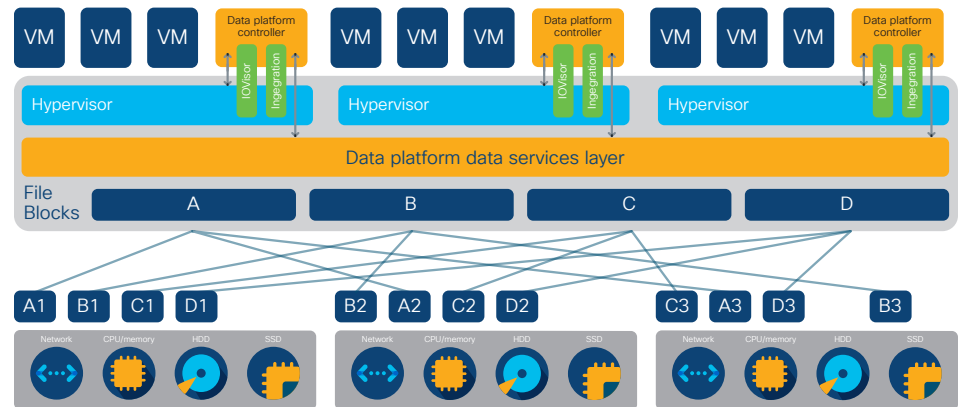 VM VM VM Data platform controller VM VM VM Data platform controller VM VM VM Data platform controller
IOVisor Ingegration IOVisor Ingegration IOVisor Ingegration
Hypervisor Hypervisor Hypervisor
Data platform data services layer
File Blocks A B C D
A1 B1 C1 D1 B2 A2 C2 D2 C3 A3 D3 B3
Network CPU/memory HDD SSD Network CPU/memory HDD SSD Network CPU/memory HDD SSD